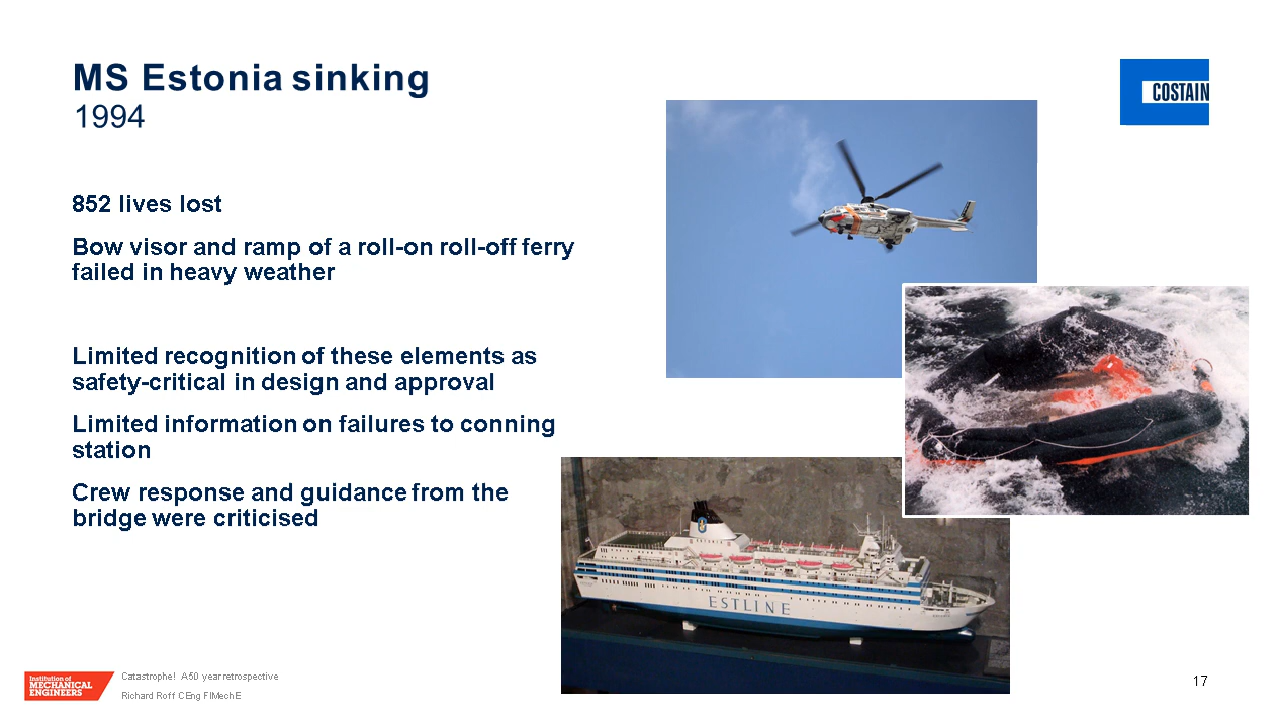 MS Estonia sinking
1994
COSTAIN
852 lives lost
Bow visor and ramp of a roll-on roll-off ferry
failed in heavy weather
Limited recognition of these elements as
safety-critical in design and approval
Limited information on failures to conning
station
Crew response and guidance from the
bridge were criticised
ESTLINE
Institution of
MECHANICAL
ENGINEERS
Catastrophe! A 50 year retrospective
Richard Roff CEng FIMechE
17